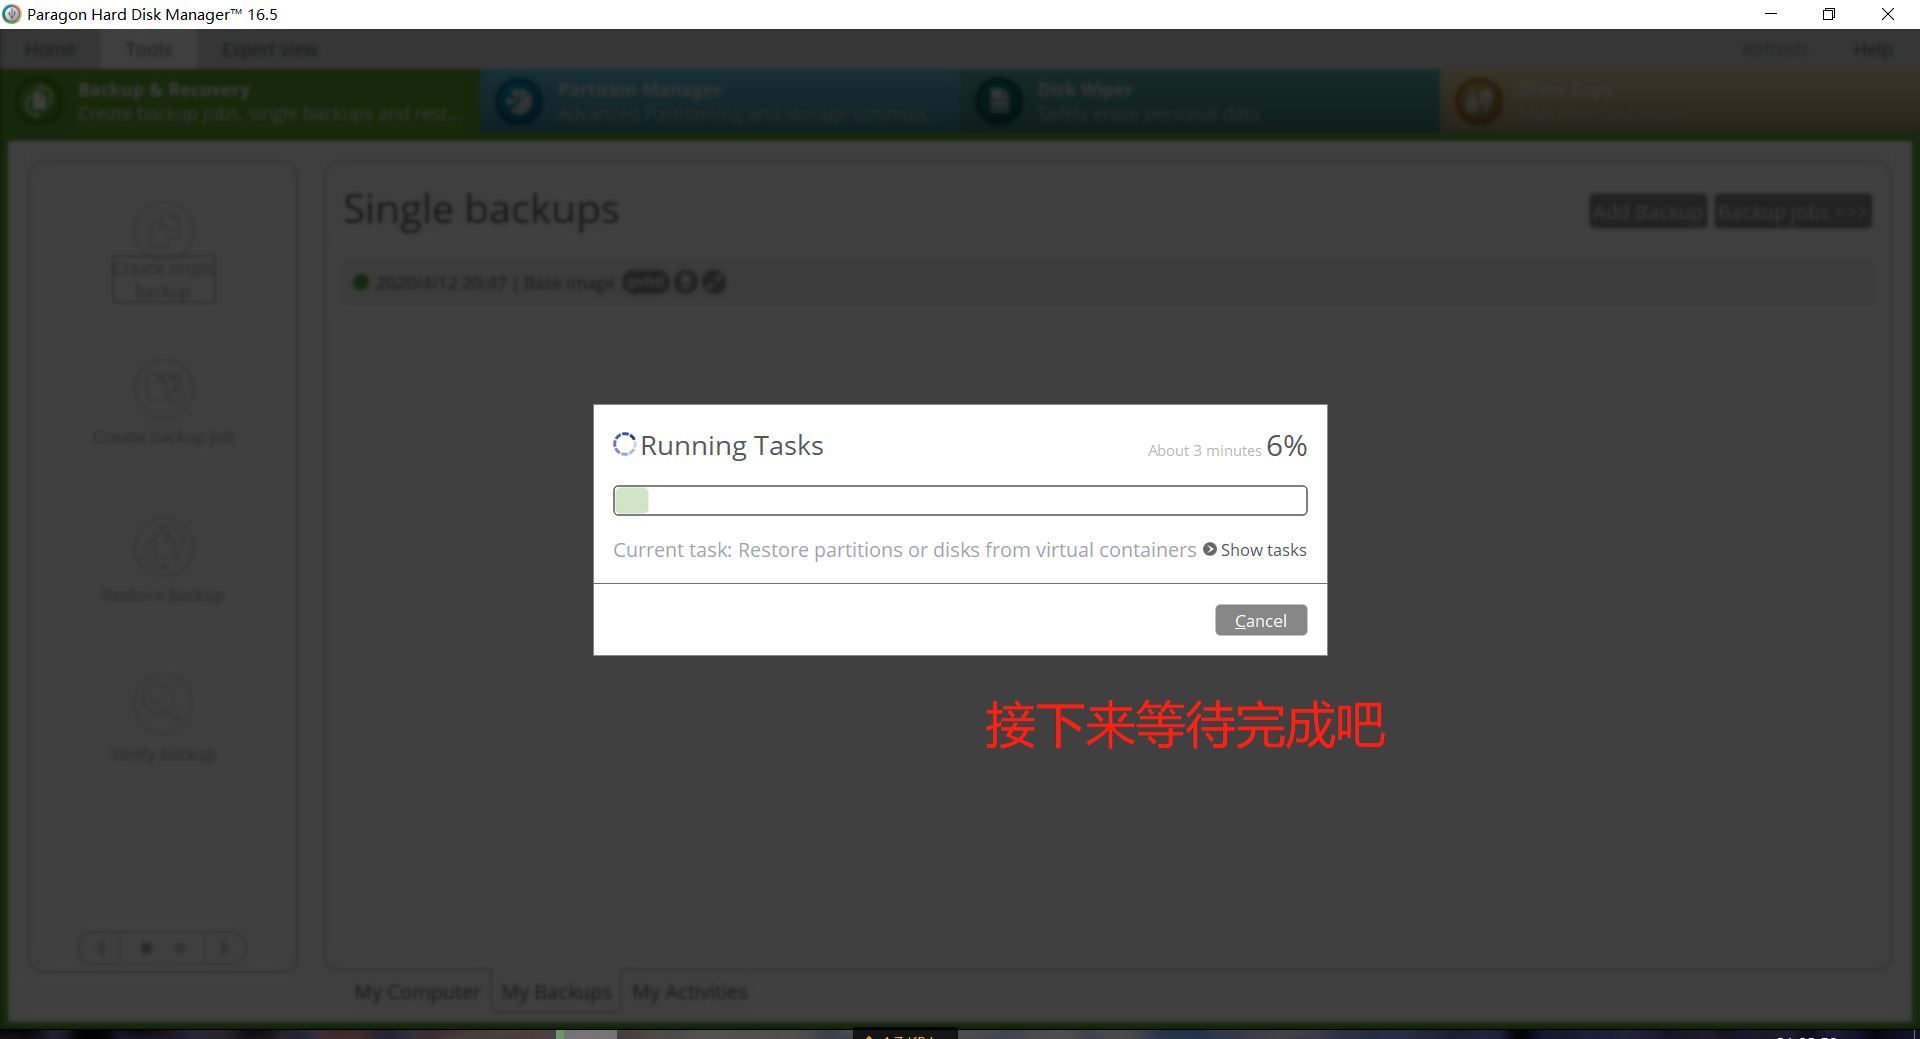 Paragon Hard Disk Manager™ 16.5
Home Tools Expert view Refresh Help
Backup & Recovery
Create backup jobs, single backups and rest...
Partition Manager
Advanced Partitioning and storage optimiza...
Disk Wiper
Safely erase personal data
Drive Copy
Single backups
Add Backup Backup jobs >>>
2020/4/12 20:47 | Base Image pvhd
Create single
backup
Create backup job
Restore backup
Verify backup
Running Tasks
About 3 minutes 6%
Current task: Restore partitions or disks from virtual containers Show tasks
Cancel
接下来等待完成吧
My Computer My Backups My Activities